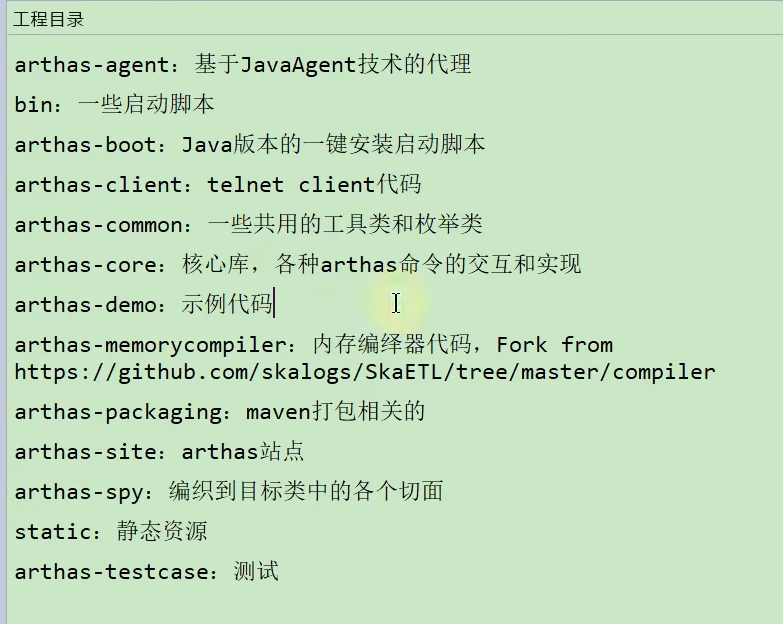 工程目录
arthas-agent：基于JavaAgent技术的代理
bin：一些启动脚本
arthas-boot：Java版本的一键安装启动脚本
arthas-client：telnet client代码
arthas-common：一些共用的工具类和枚举类
arthas-core：核心库，各种arthas命令的交互和实现
arthas-demo：示例代码
arthas-memorycompiler：内存编绎器代码，Fork from
https://github.com/skalogs/SkaETL/tree/master/compiler
arthas-packaging：maven打包相关的
arthas-site：arthas站点
arthas-spy：编织到目标类中的各个切面
static：静态资源
arthas-testcase：测试